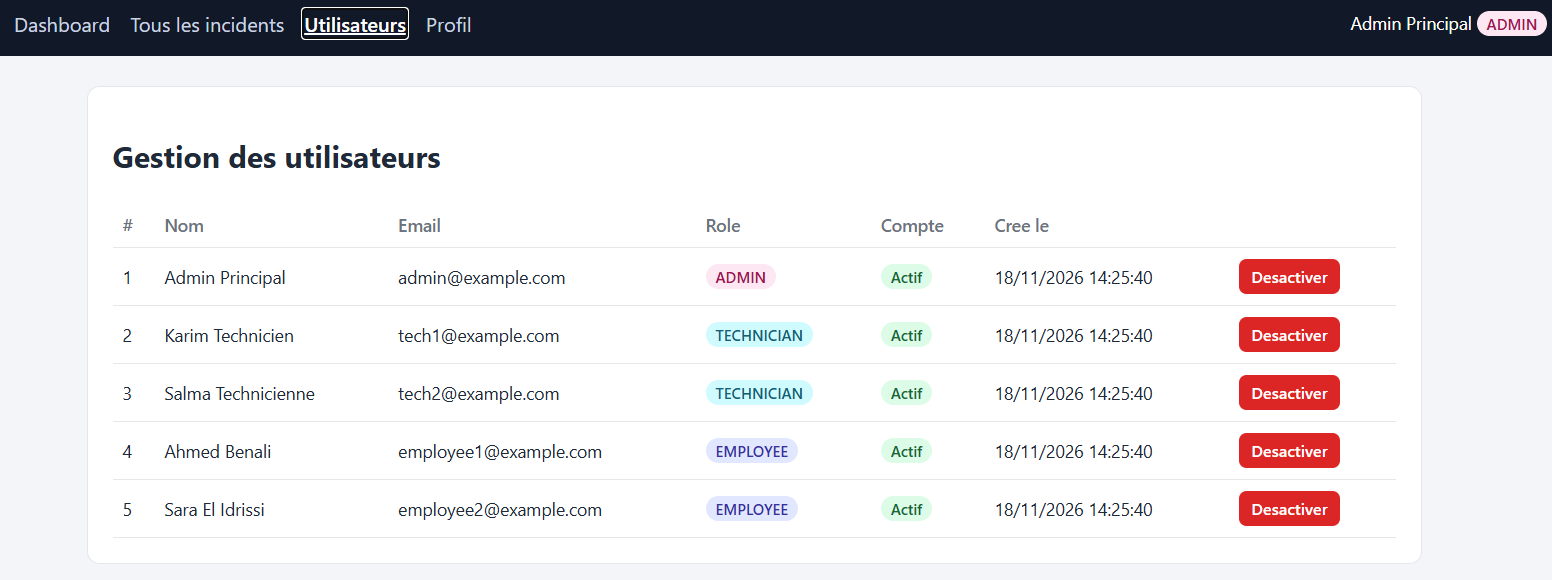 Dashboard Tous les incidents Utilisateurs Profil Admin Principal ADMIN
Gestion des utilisateurs
# Nom Email Role Compte Cree le
1 Admin Principal admin@example.com ADMIN Actif 18/11/2026 14:25:40 Desactiver
2 Karim Technicien tech1@example.com TECHNICIAN Actif 18/11/2026 14:25:40 Desactiver
3 Salma Technicienne tech2@example.com TECHNICIAN Actif 18/11/2026 14:25:40 Desactiver
4 Ahmed Benali employee1@example.com EMPLOYEE Actif 18/11/2026 14:25:40 Desactiver
5 Sara El Idrissi employee2@example.com EMPLOYEE Actif 18/11/2026 14:25:40 Desactiver